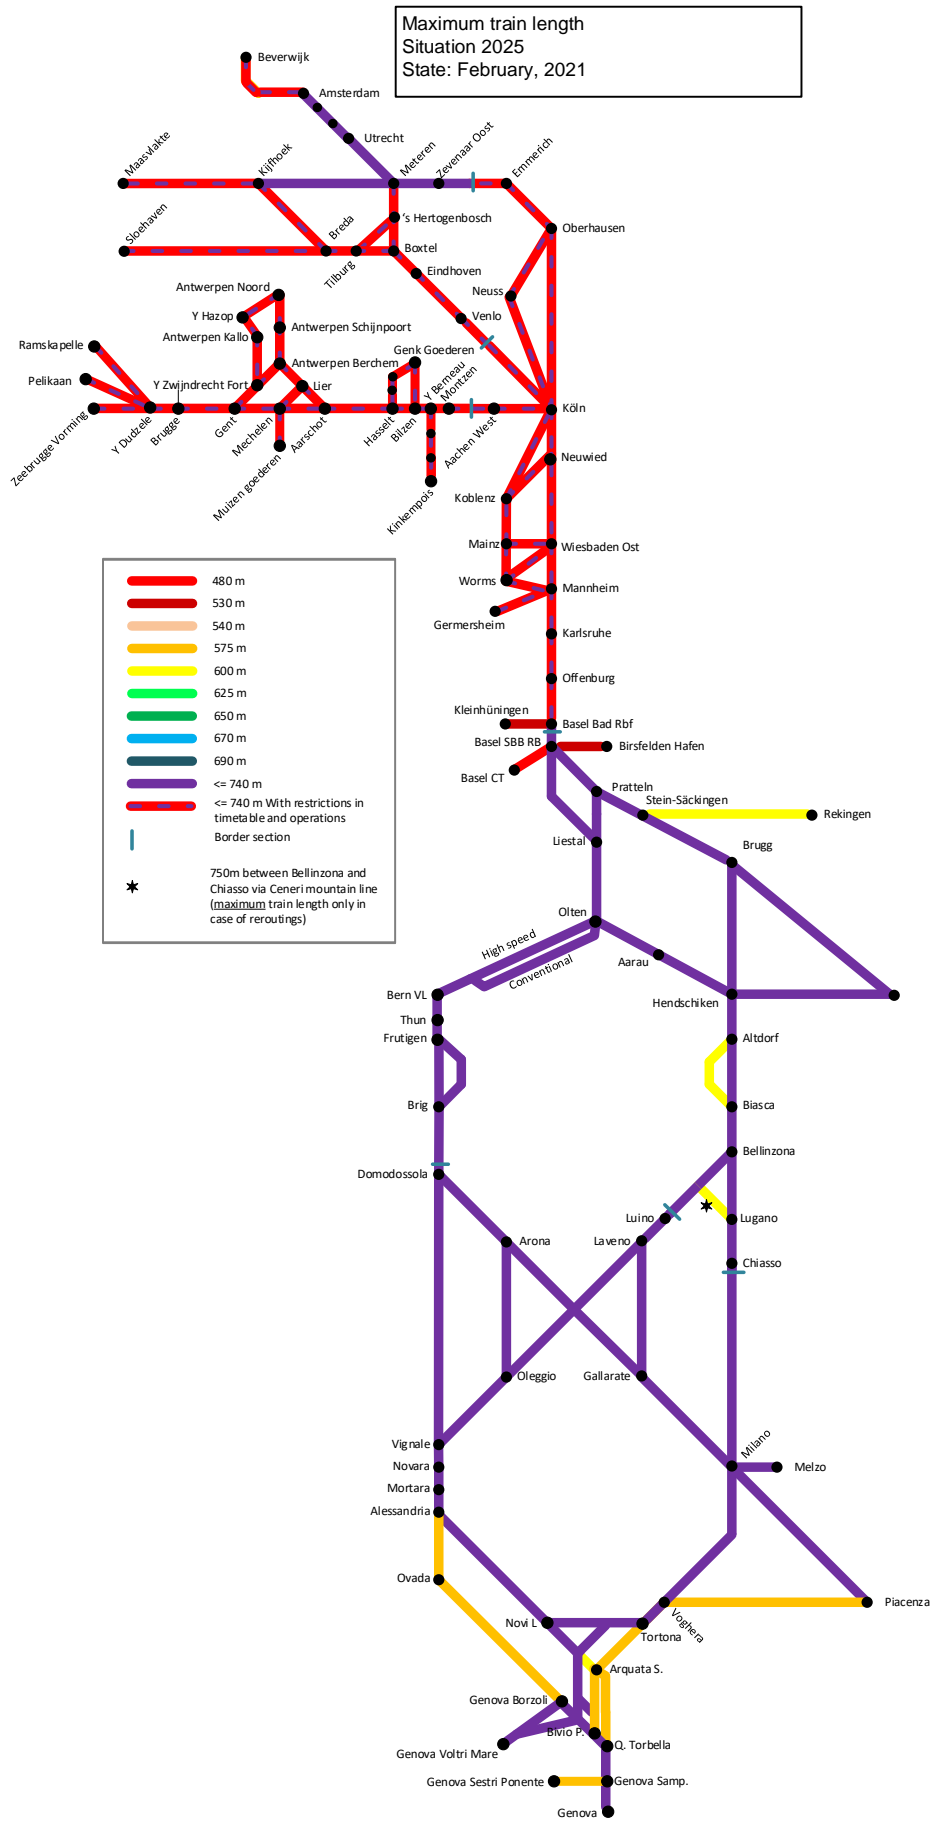 Maximum train length
Situation 2025
State: February, 2021
Beverwijk
Amsterdam
Utrecht
Maasvlakte
Kijfhoek
Meteren
Zevenaar Oost
Emmerich
Sloehaven
Breda
Tilburg
's Hertogenbosch
Boxtel
Oberhausen
Eindhoven
Neuss
Venlo
Antwerpen Noord
Y Hazop
Antwerpen Schijnpoort
Antwerpen Kallo
Ramskapelle
Pelikaan
Antwerpen Berchem
Genk Goederen
Y Zwijndrecht Fort
Lier
Y Berneau
Montzen
Zeebrugge Vorming
Y Dudzele
Brugge
Gent
Mechelen
Muizen goederen
Aarschot
Hasselt
Bilzen
Kinkempois
Aachen West
Köln
Neuwied
Koblenz
Mainz
Wiesbaden Ost
Worms
Mannheim
Germersheim
Karlsruhe
Offenburg
Kleinhüningen
Basel Bad Rbf
Basel SBB RB
Birsfelden Hafen
Basel CT
Pratteln
Stein-Säckingen
Rekingen
Liestal
Brugg
Olten
High speed
Conventional
Aarau
Bern VL
Hendschiken
Thun
Frutigen
Altdorf
Brig
Biasca
Bellinzona
Domodossola
Luino
Lugano
Arona
Laveno
Chiasso
Oleggio
Gallarate
Vignale
Milano
Novara
Melzo
Mortara
Alessandria
Ovada
Piacenza
Novi L
Voghera
Tortona
Arquata S.
Genova Borzoli
Bivio P.
Q. Torbella
Genova Voltri Mare
Genova Sestri Ponente
Genova Samp.
Genova
480 m
530 m
540 m
575 m
600 m
625 m
650 m
670 m
690 m
<= 740 m
<= 740 m With restrictions in
timetable and operations
Border section
750m between Bellinzona and
Chiasso via Ceneri mountain line
(maximum train length only in
case of reroutings)